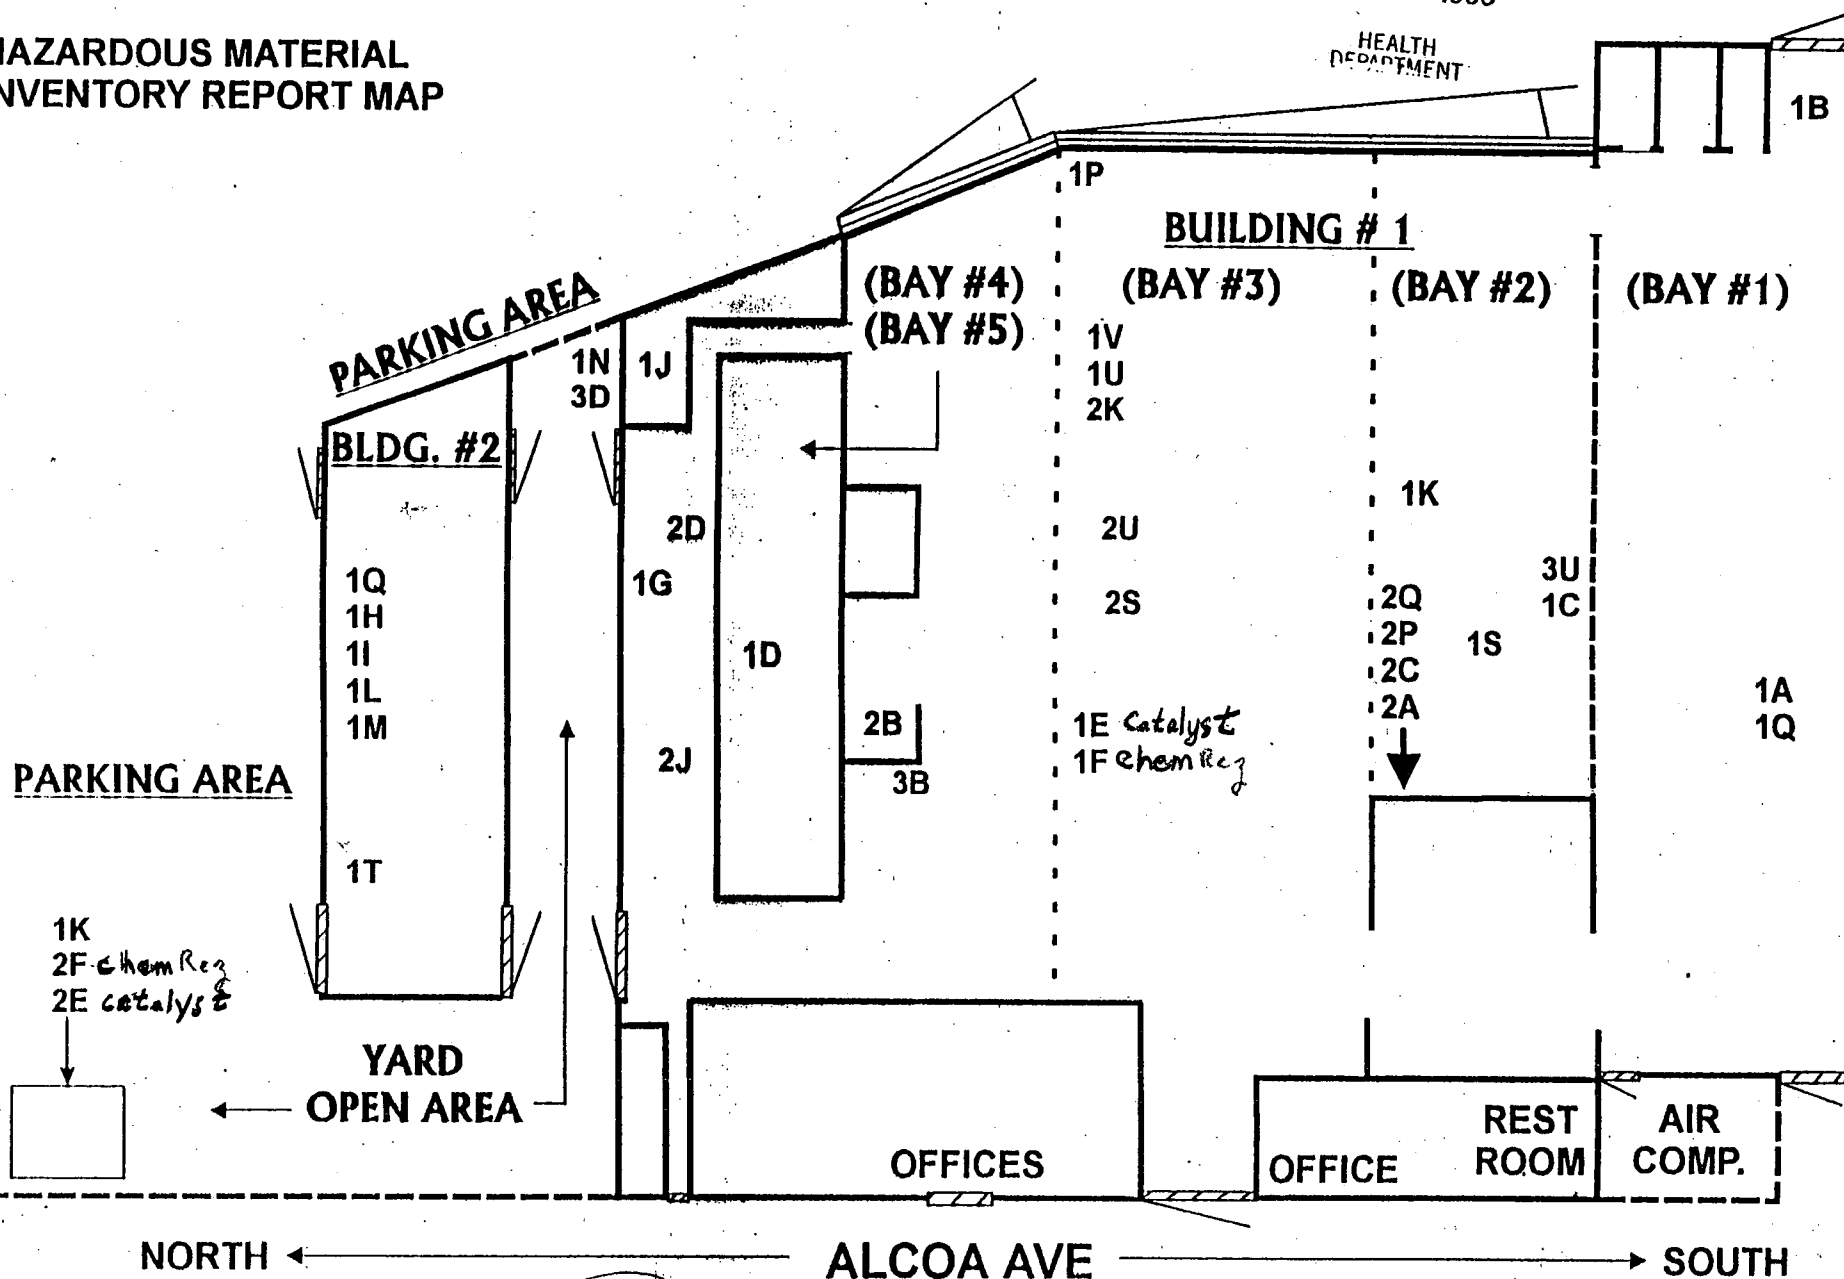 HAZARDOUS MATERIAL
INVENTORY REPORT MAP
HEALTH
DEPARTMENT
1B
1P
BUILDING # 1
(BAY #4)
(BAY #5)
(BAY #3)
(BAY #2)
(BAY #1)
PARKING AREA
1N
3D
1J
1V
1U
2K
BLDG. #2
1K
2D
2U
1Q
1H
1I
1L
1M
1G
2S
3U
1C
2Q
2P
2C
2A
1S
1D
1A
1Q
2B
3B
2J
1E Catalyst
1F ChemRez
PARKING AREA
1T
1K
2F ChemRez
2E catalyst
YARD
OPEN AREA
OFFICES
OFFICE
REST
ROOM
AIR
COMP.
NORTH
ALCOA AVE
SOUTH